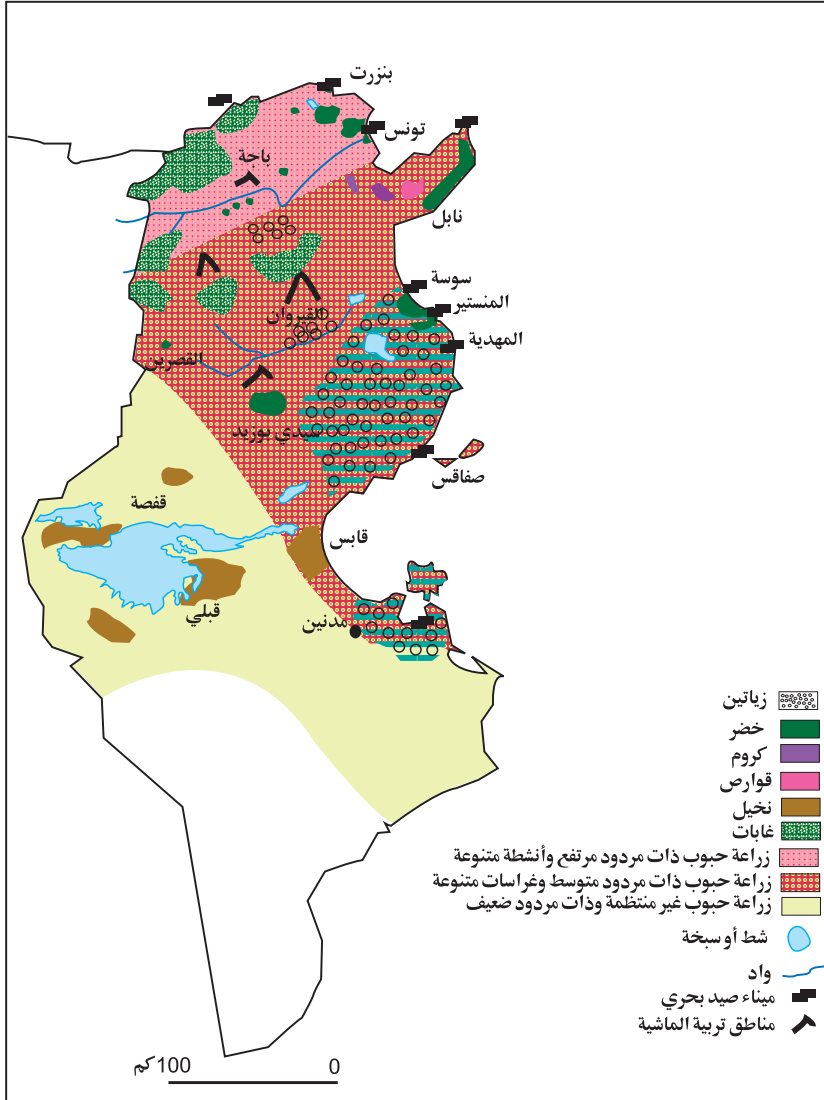 بنزرت
تونس
باجة
نابل
سوسة
المنستير
القيروان
المهدية
القصرين
سيدي بوزيد
صفاقس
قفصة
قابس
قبلي
مدنين
زياتين
خضر
كروم
قوارص
نخيل
غابات
زراعة حبوب ذات مردود مرتفع وأنشطة متنوعة
زراعة حبوب ذات مردود متوسط وغراسات متنوعة
زراعة حبوب غير منتظمة وذات مردود ضعيف
شط أو سبخة
واد
ميناء صيد بحري
مناطق تربية الماشية
0 100 كم